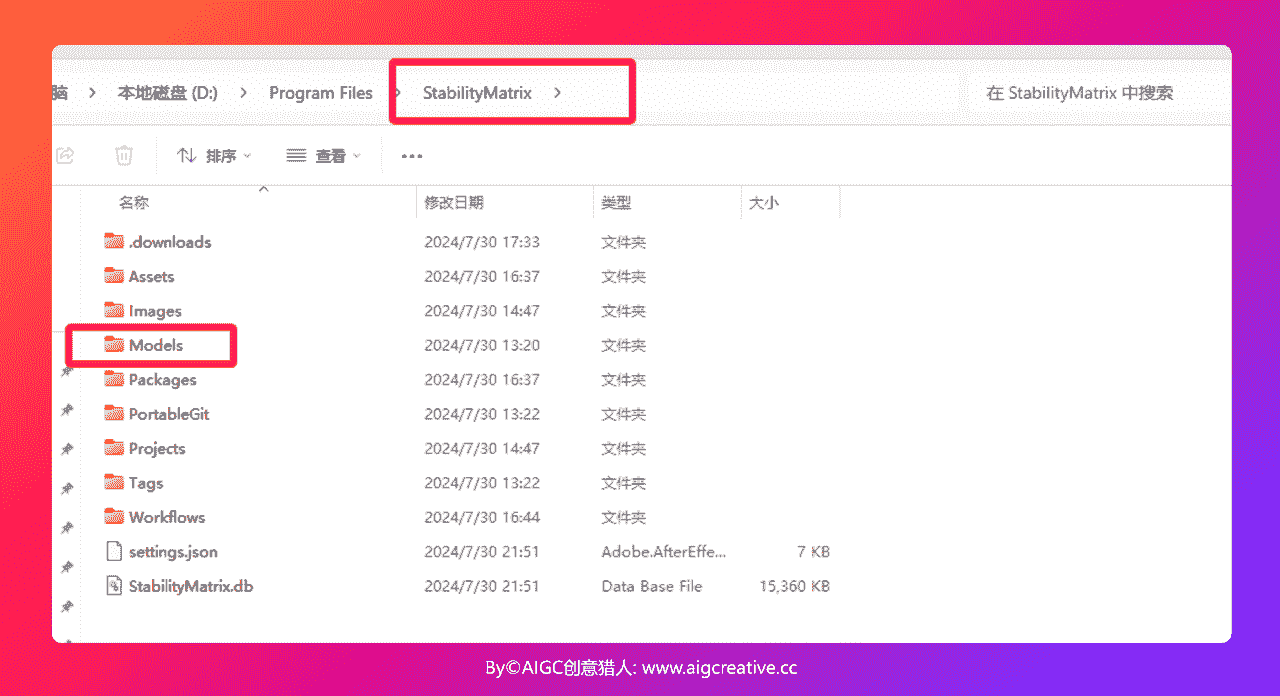 脑 > 本地磁盘 (D:) > Program Files > StabilityMatrix > 在 StabilityMatrix 中搜索
排序 查看 •••
名称 修改日期 类型 大小
.downloads 2024/7/30 17:33 文件夹
Assets 2024/7/30 16:37 文件夹
Images 2024/7/30 14:47 文件夹
Models 2024/7/30 13:20 文件夹
Packages 2024/7/30 16:37 文件夹
PortableGit 2024/7/30 13:22 文件夹
Projects 2024/7/30 14:47 文件夹
Tags 2024/7/30 13:22 文件夹
Workflows 2024/7/30 16:44 文件夹
settings.json 2024/7/30 21:51 Adobe.AfterEffe... 7 KB
StabilityMatrix.db 2024/7/30 21:51 Data Base File 15,360 KB
By©AIGC创意猎人: www.aigcreative.cc